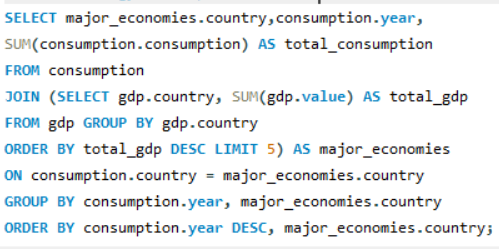 SELECT major_economies.country,consumption.year,
SUM(consumption.consumption) AS total_consumption
FROM consumption
JOIN (SELECT gdp.country, SUM(gdp.value) AS total_gdp
FROM gdp GROUP BY gdp.country
ORDER BY total_gdp DESC LIMIT 5) AS major_economies
ON consumption.country = major_economies.country
GROUP BY consumption.year, major_economies.country
ORDER BY consumption.year DESC, major_economies.country;